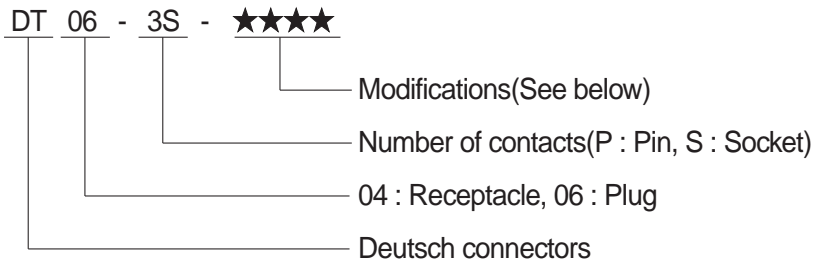 DT 06 - 3S - ★★★★
Modifications(See below)
Number of contacts(P : Pin, S : Socket)
04 : Receptacle, 06 : Plug
Deutsch connectors